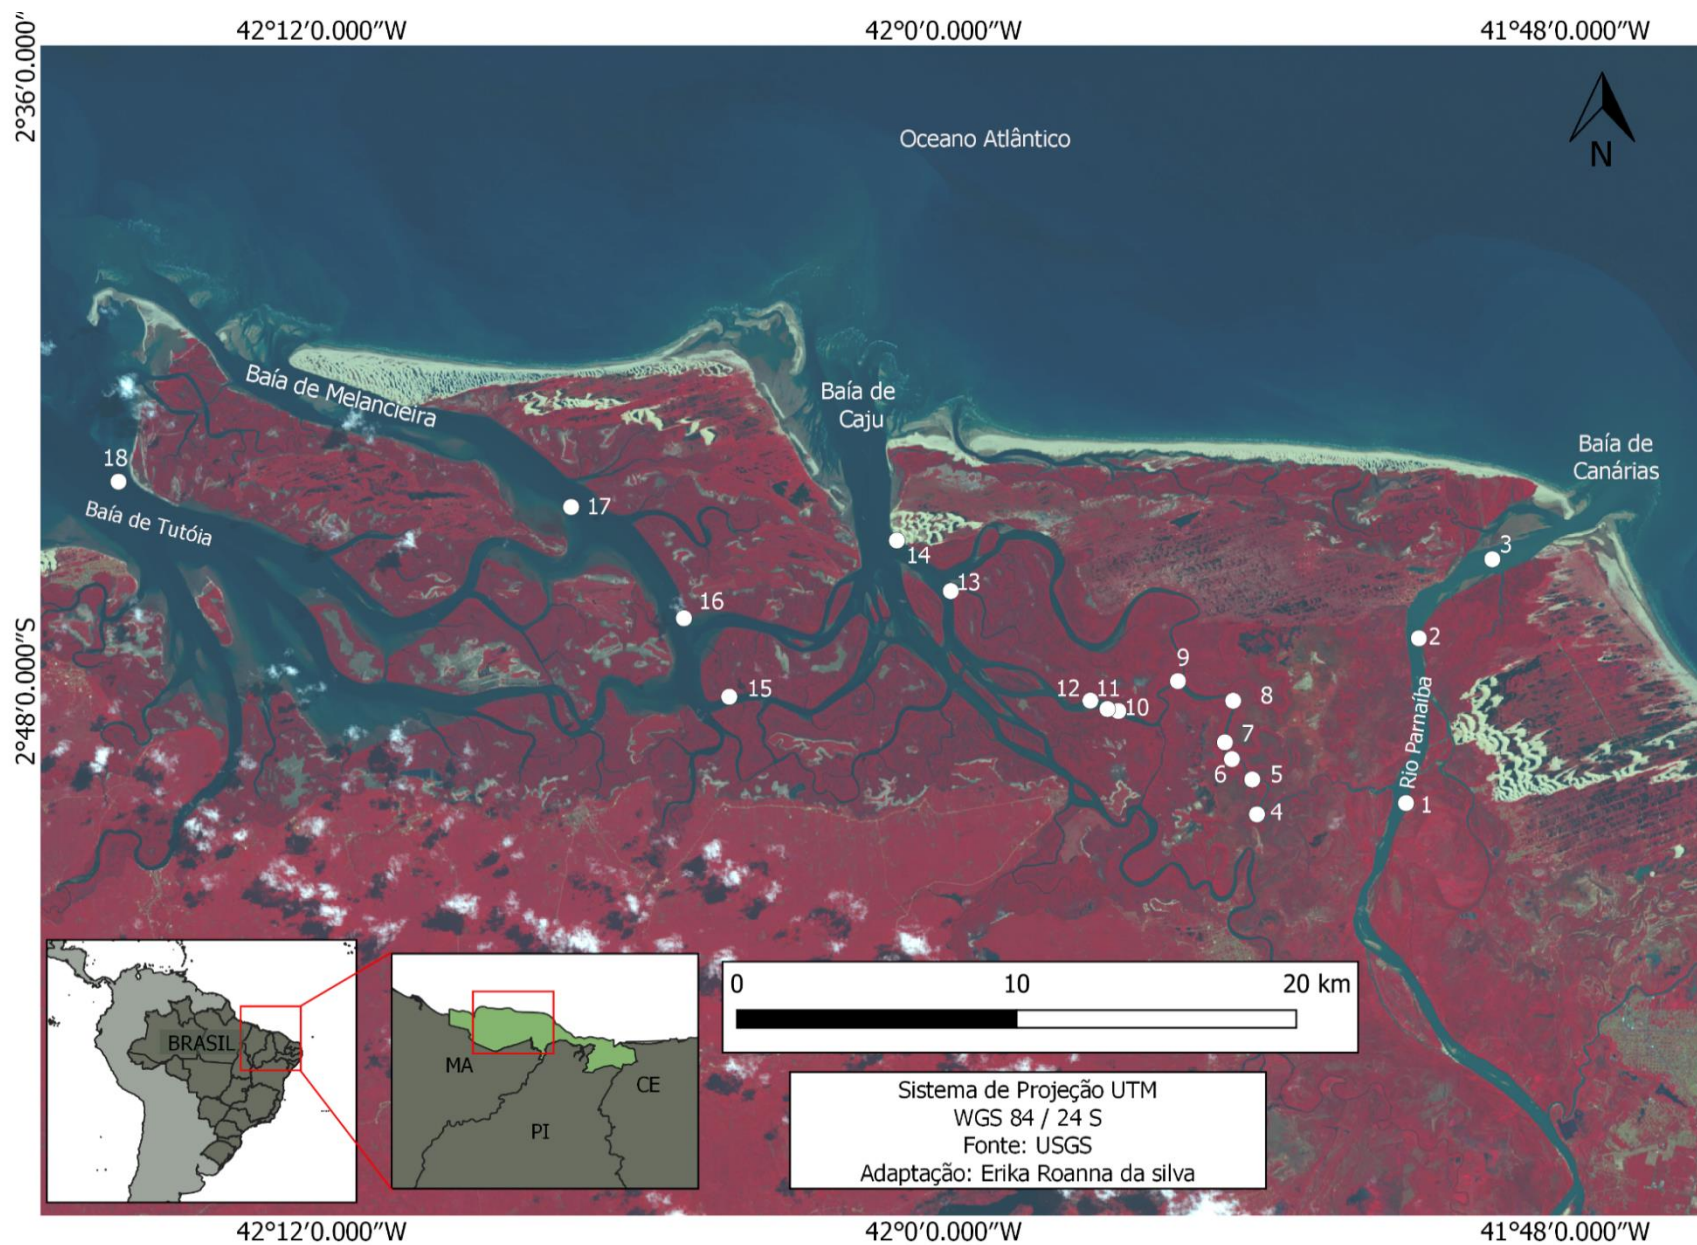 42°12′0.000″W
42°0′0.000″W
41°48′0.000″W
2°36′0.000″
N
Oceano Atlântico
Baía de Melancieira
Baía de
Caju
Baía de
Canárias
18
Baía de Tutóia
17
14
3
13
16
2
9
15
12
11
10
8
2°48′0.000″S
7
Rio Parnaíba
6
5
4
1
BRASIL
MA
CE
PI
0
10
20 km
Sistema de Projeção UTM
WGS 84 / 24 S
Fonte: USGS
Adaptação: Erika Roanna da silva
42°12′0.000″W
42°0′0.000″W
41°48′0.000″W